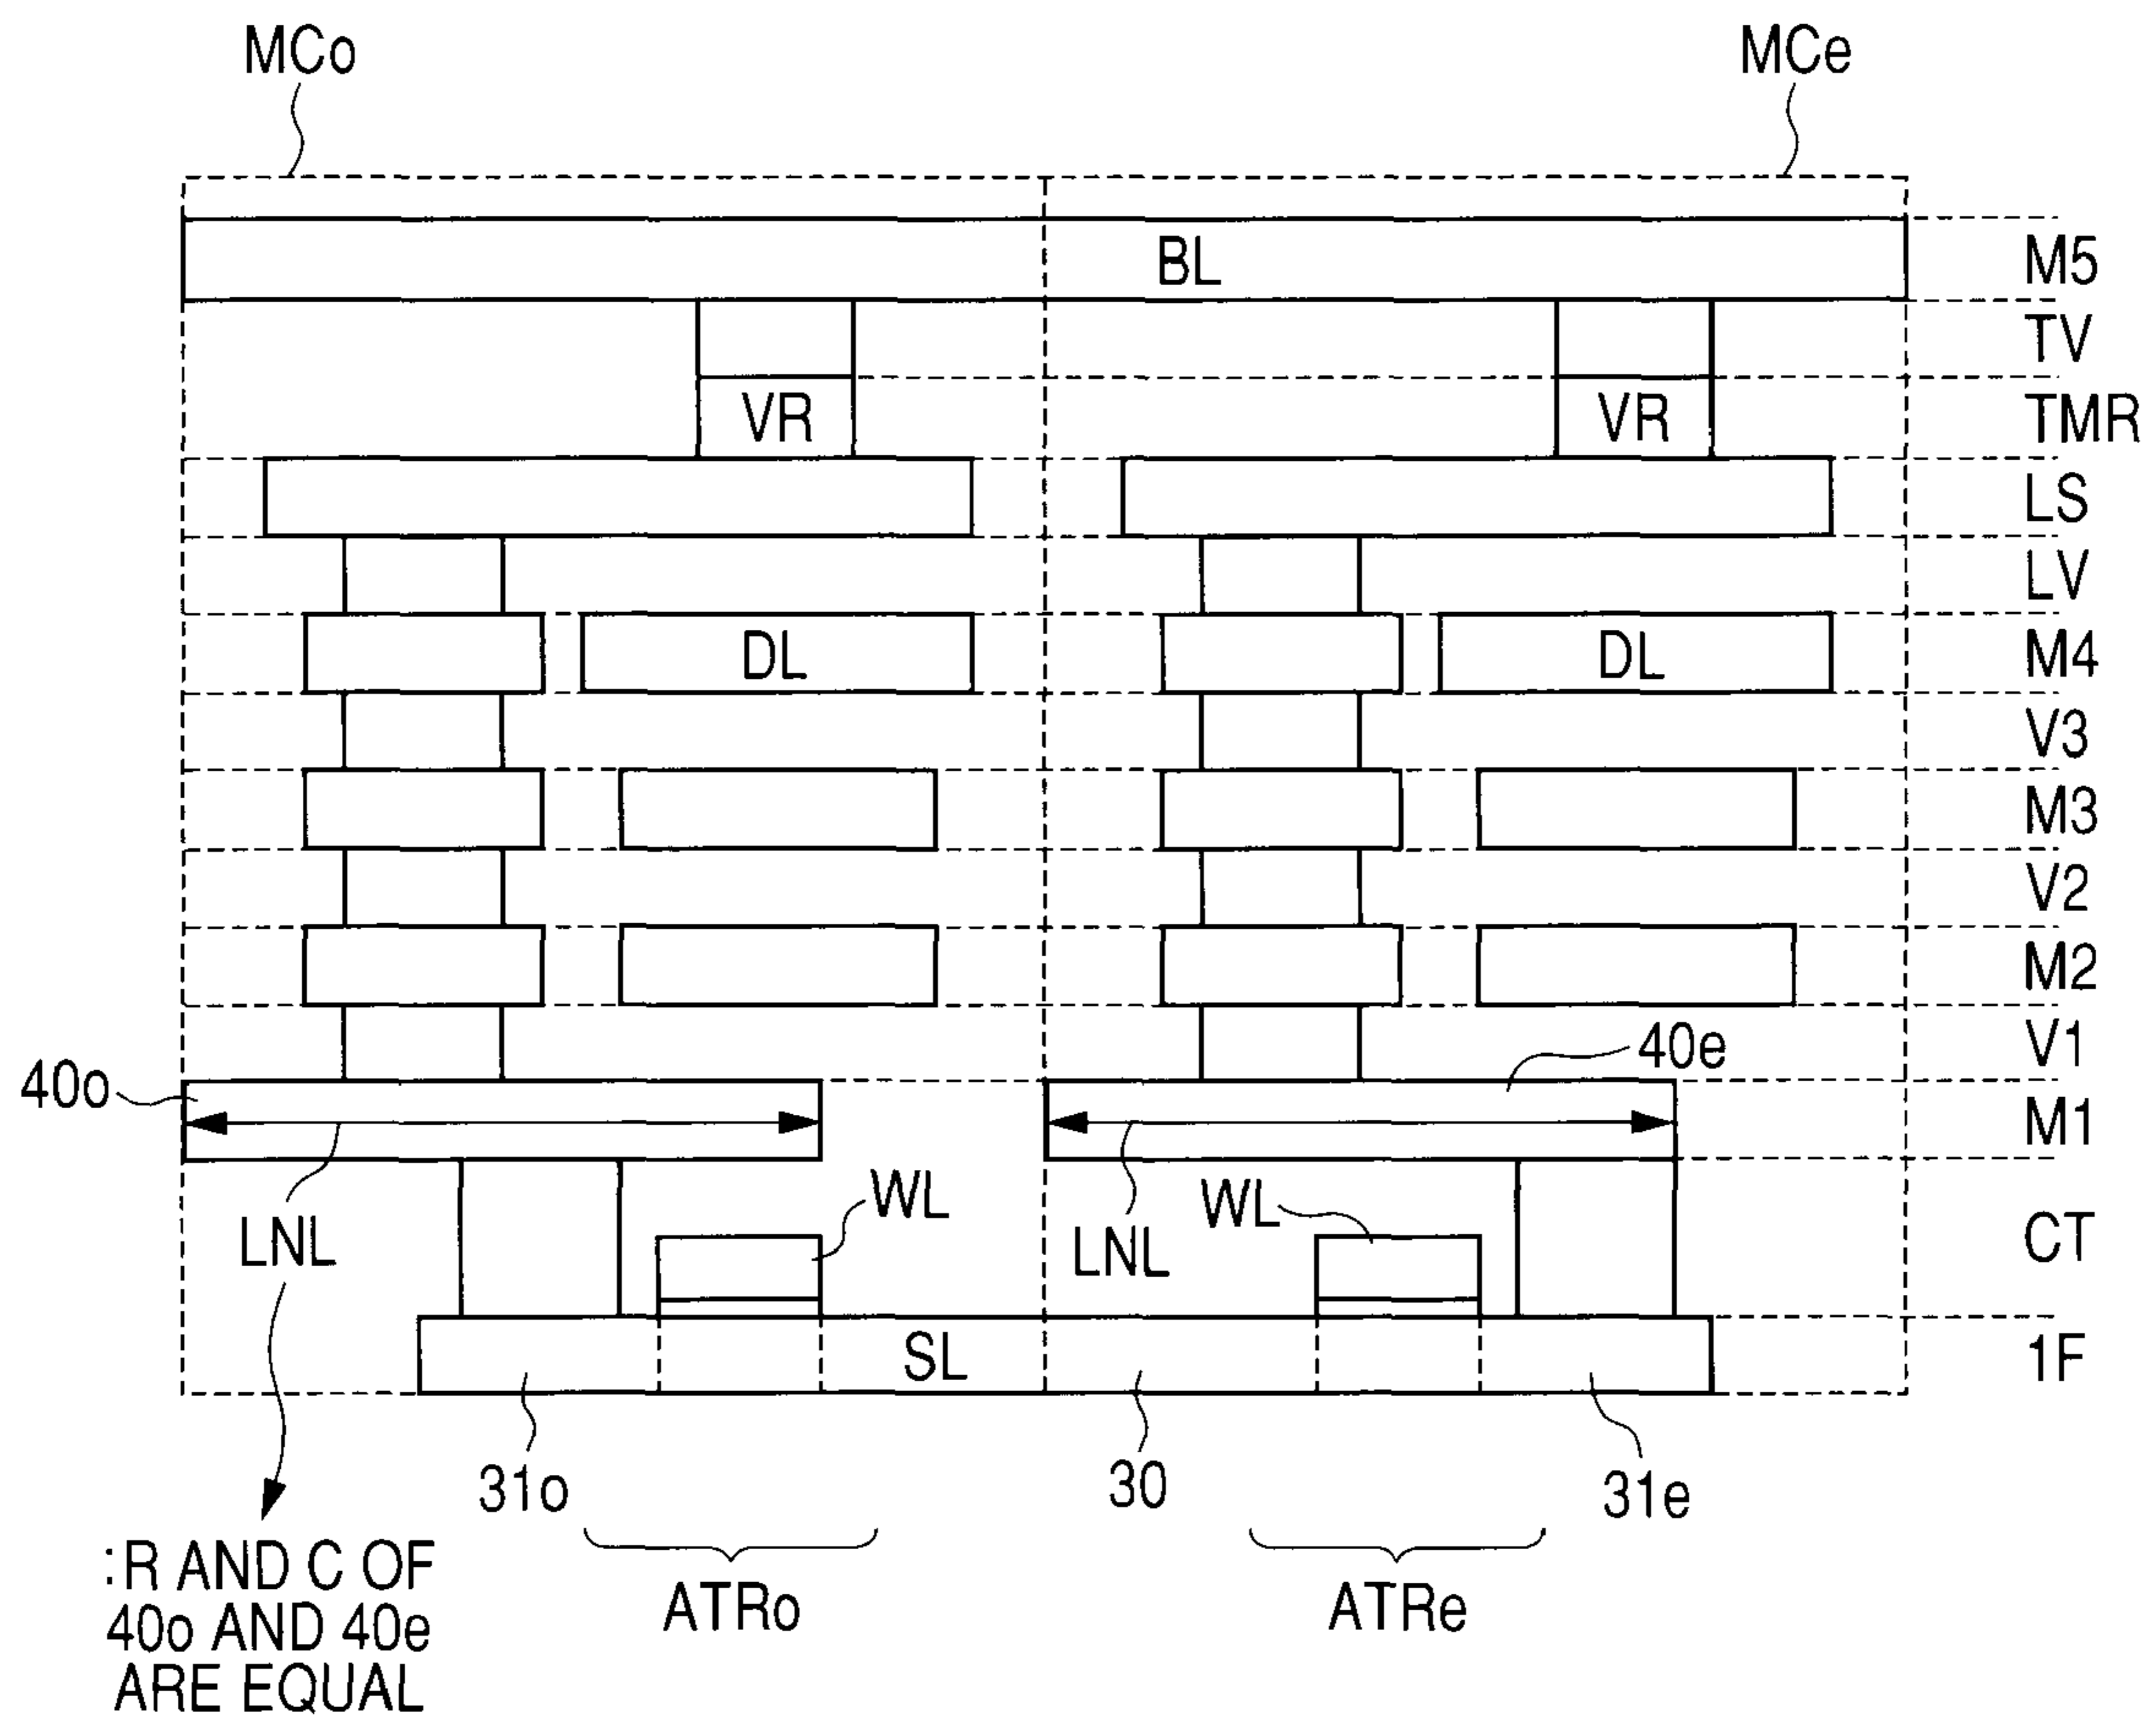 MCo
MCe
BL
M5
TV
VR
VR
TMR
LS
LV
DL
DL
M4
V3
M3
V2
M2
40e
V1
40o
M1
WL
WL
LNL
LNL
CT
SL
1F
31o
30
31e
:R AND C OF
40o AND 40e
ARE EQUAL
ATRo
ATRe